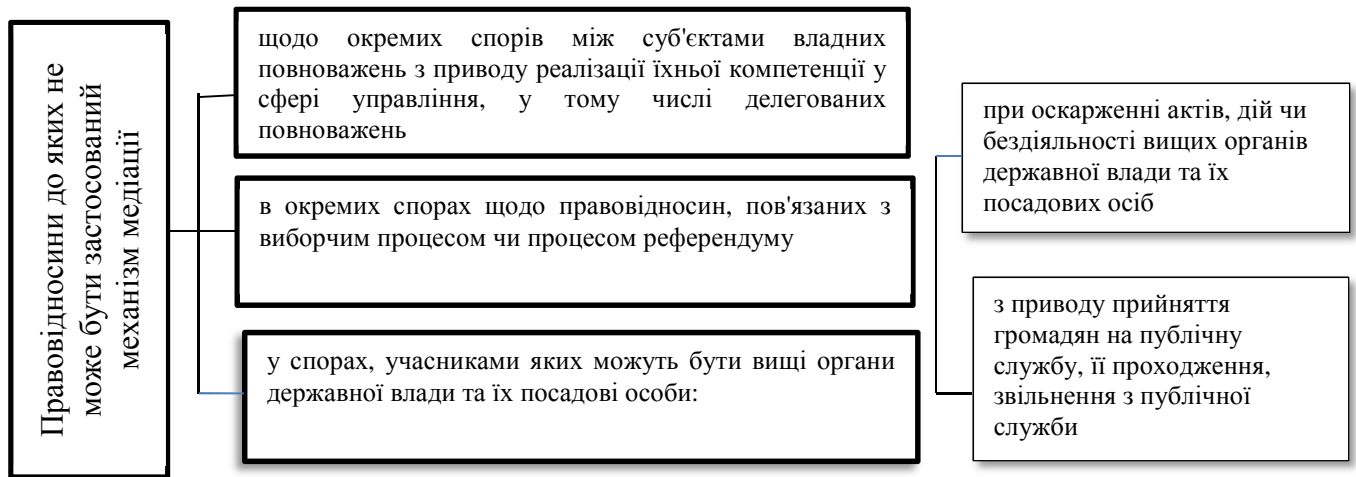 Правовідносини до яких не
може бути застосований
механізм медіації
щодо окремих спорів між суб'єктами владних
повноважень з приводу реалізації їхньої компетенції у
сфері управління, у тому числі делегованих
повноважень
в окремих спорах щодо правовідносин, пов'язаних з
виборчим процесом чи процесом референдуму
у спорах, учасниками яких можуть бути вищі органи
державної влади та їх посадові особи:
при оскарженні актів, дій чи
бездіяльності вищих органів
державної влади та їх
посадових осіб
з приводу прийняття
громадян на публічну
службу, її проходження,
звільнення з публічної
служби